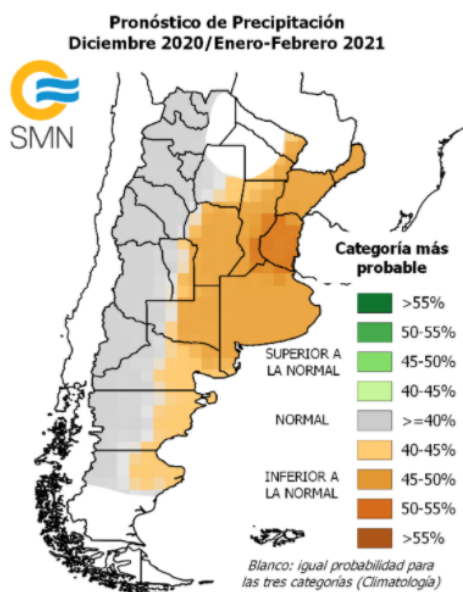 Pronóstico de Precipitación
Diciembre 2020/Enero-Febrero 2021
SMN
Categoría más
probable
>55%
50-55%
45-50%
SUPERIOR A
LA NORMAL
40-45%
NORMAL
>=40%
40-45%
INFERIOR A
LA NORMAL
45-50%
50-55%
>55%
Blanco: igual probabilidad para
las tres categorías (Climatología)